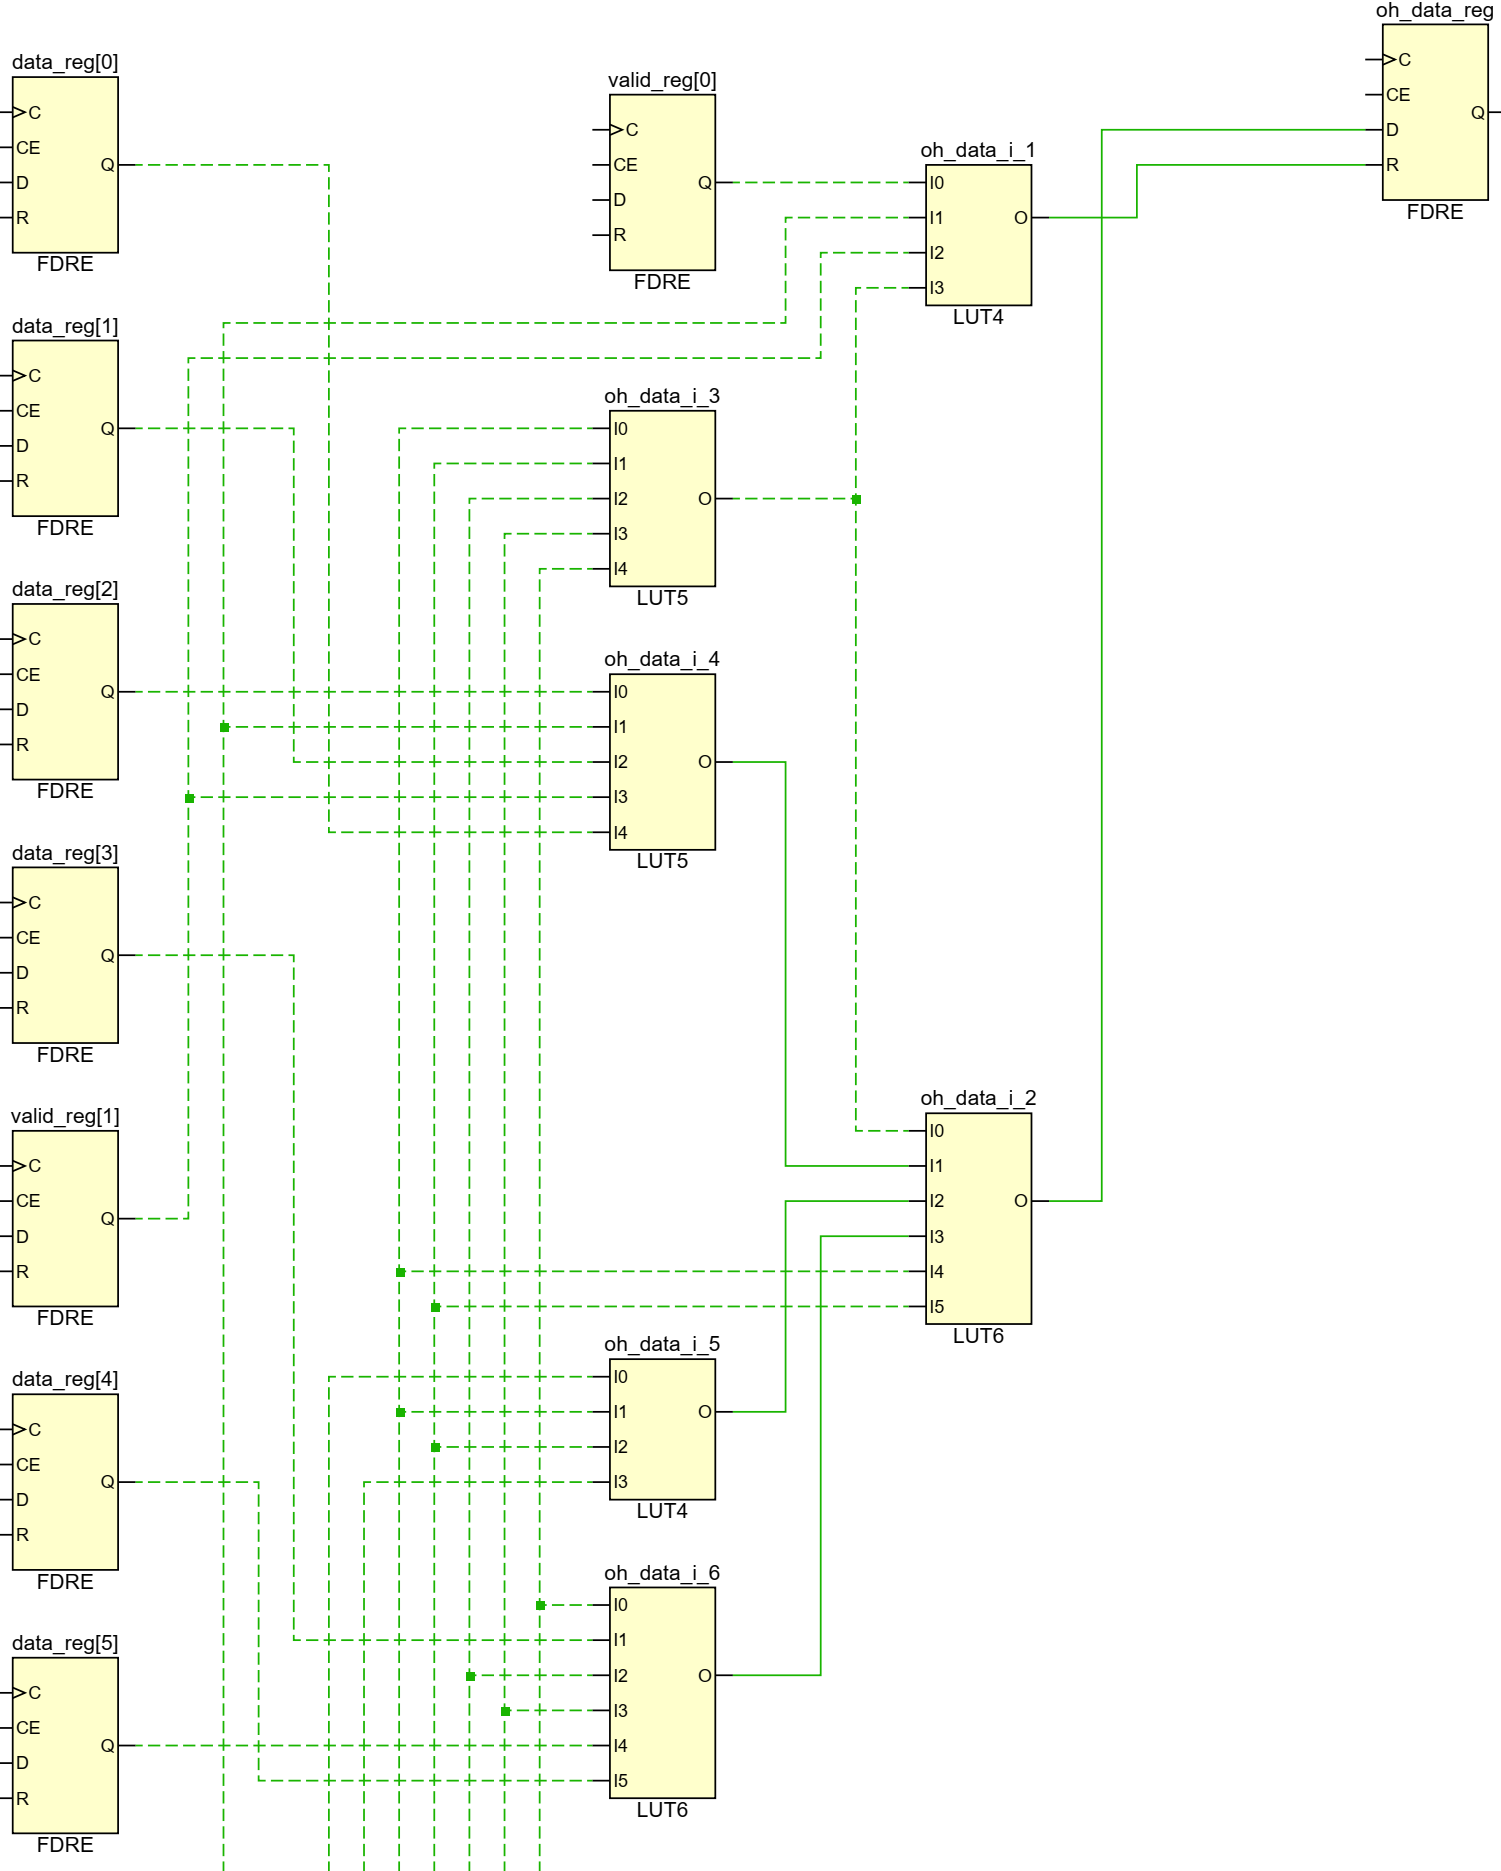 data_reg[0]
C
CE
D
R
Q
FDRE
data_reg[1]
C
CE
D
R
Q
FDRE
data_reg[2]
C
CE
D
R
Q
FDRE
data_reg[3]
C
CE
D
R
Q
FDRE
valid_reg[1]
C
CE
D
R
Q
FDRE
data_reg[4]
C
CE
D
R
Q
FDRE
data_reg[5]
C
CE
D
R
Q
FDRE
valid_reg[0]
C
CE
D
R
Q
FDRE
oh_data_i_3
I0
I1
I2
I3
I4
O
LUT5
oh_data_i_4
I0
I1
I2
I3
I4
O
LUT5
oh_data_i_5
I0
I1
I2
I3
O
LUT4
oh_data_i_6
I0
I1
I2
I3
I4
I5
O
LUT6
oh_data_i_1
I0
I1
I2
I3
O
LUT4
oh_data_i_2
I0
I1
I2
I3
I4
I5
O
LUT6
oh_data_reg
C
CE
D
R
Q
FDRE